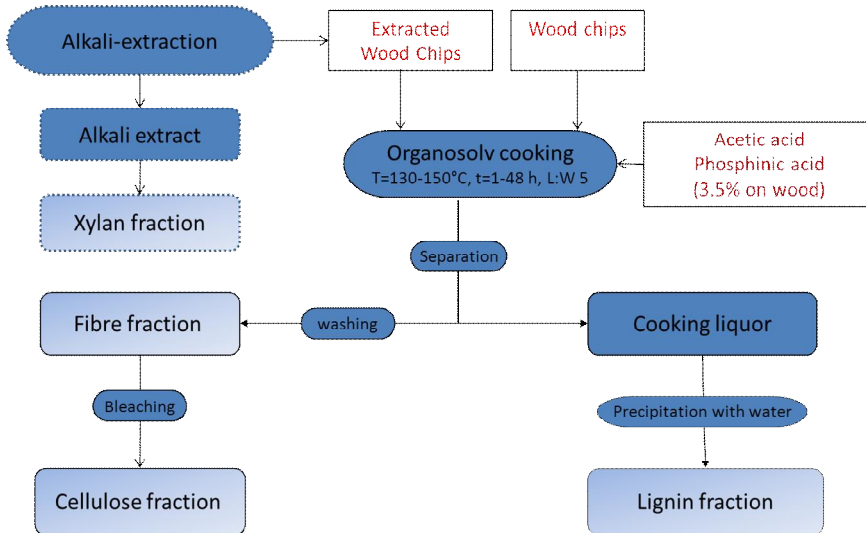 Alkali-extraction
Extracted
Wood Chips
Wood chips
Alkali extract
Organosolv cooking
T=130-150°C, t=1-48 h, L:W 5
Acetic acid
Phosphinic acid
(3.5% on wood)
Xylan fraction
Separation
Fibre fraction
washing
Cooking liquor
Bleaching
Precipitation with water
Cellulose fraction
Lignin fraction